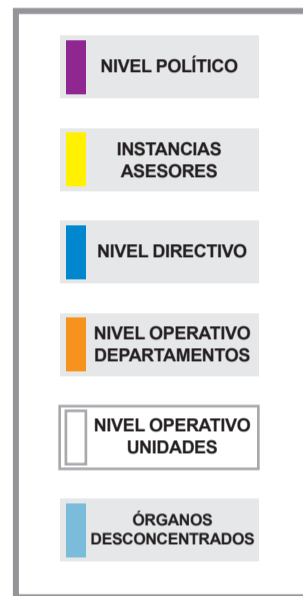 NIVEL POLÍTICO
INSTANCIAS
ASESORES
NIVEL DIRECTIVO
NIVEL OPERATIVO
DEPARTAMENTOS
NIVEL OPERATIVO
UNIDADES
ÓRGANOS
DESCONCENTRADOS